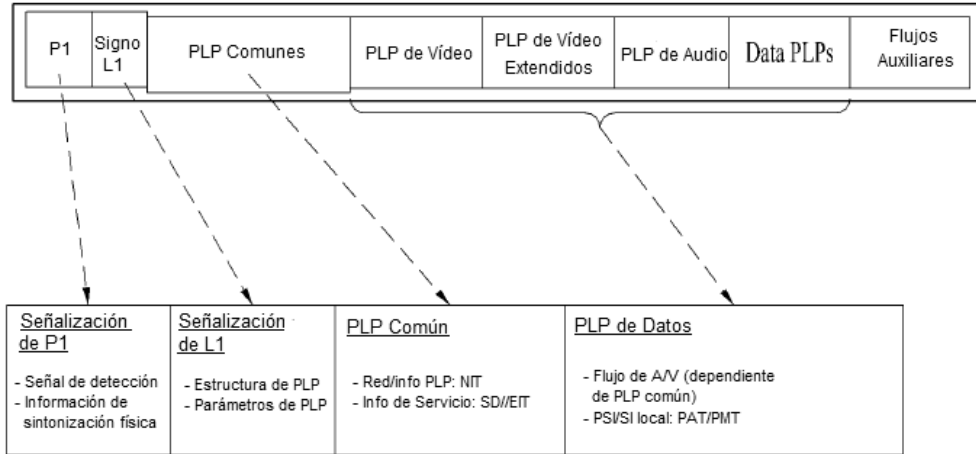 P1
Signo
L1
PLP Comunes
PLP de Vídeo
PLP de Vídeo
Extendidos
PLP de Audio
Data PLPs
Flujos
Auxiliares
Señalización
de P1
- Señal de detección
- Información de
sintonización física
Señalización
de L1
- Estructura de PLP
- Parámetros de PLP
PLP Común
- Red/info PLP: NIT
- Info de Servicio: SD//EIT
PLP de Datos
- Flujo de A/V (dependiente
de PLP común)
- PSI/SI local: PAT/PMT